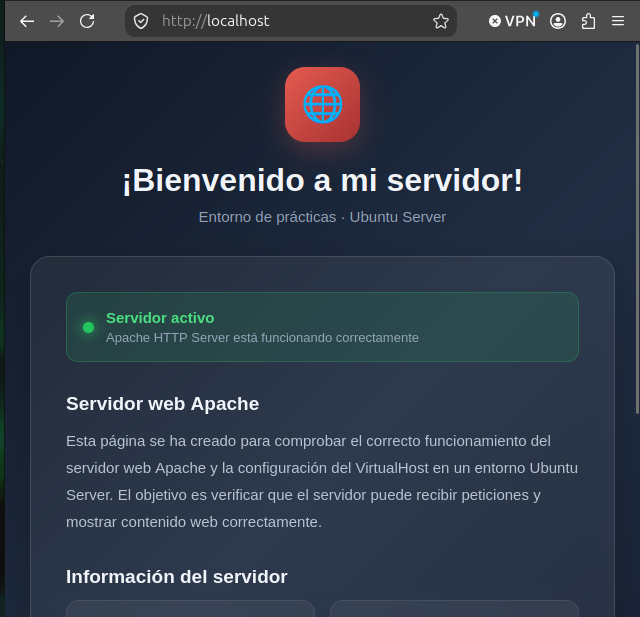 http://localhost
VPN
¡Bienvenido a mi servidor!
Entorno de prácticas · Ubuntu Server
Servidor activo
Apache HTTP Server está funcionando correctamente
Servidor web Apache
Esta página se ha creado para comprobar el correcto funcionamiento del
servidor web Apache y la configuración del VirtualHost en un entorno Ubuntu
Server. El objetivo es verificar que el servidor puede recibir peticiones y
mostrar contenido web correctamente.
Información del servidor